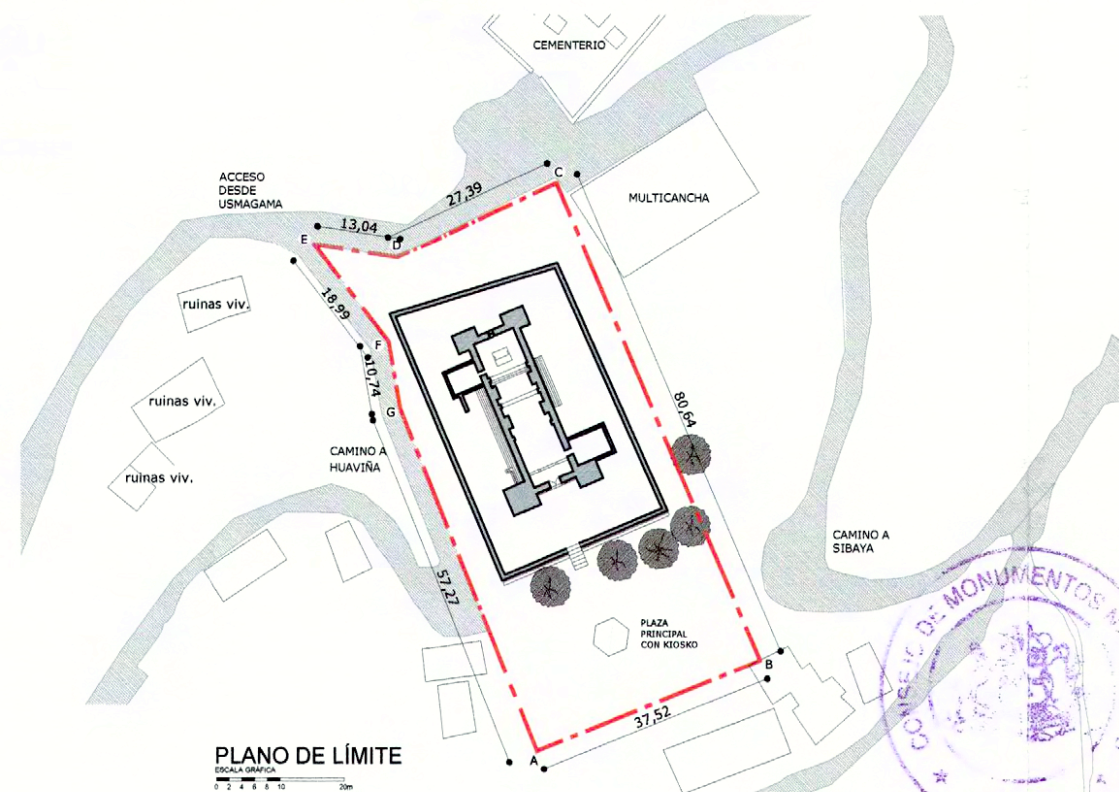 CEMENTERIO
ACCESO
DESDE
USMAGAMA
C
27,39
MULTICANCHA
13,04
E
D
18,99
ruinas viv.
F
10,74
G
ruinas viv.
80,64
CAMINO A
HUAVIÑA
ruinas viv.
CAMINO A
SIBAYA
57,27
PLAZA
PRINCIPAL
CON KIOSKO
B
37,52
A
PLANO DE LÍMITE
ESCALA GRÁFICA
0 2 4 6 8 10 20m
CONSEJO DE MONUMENTOS